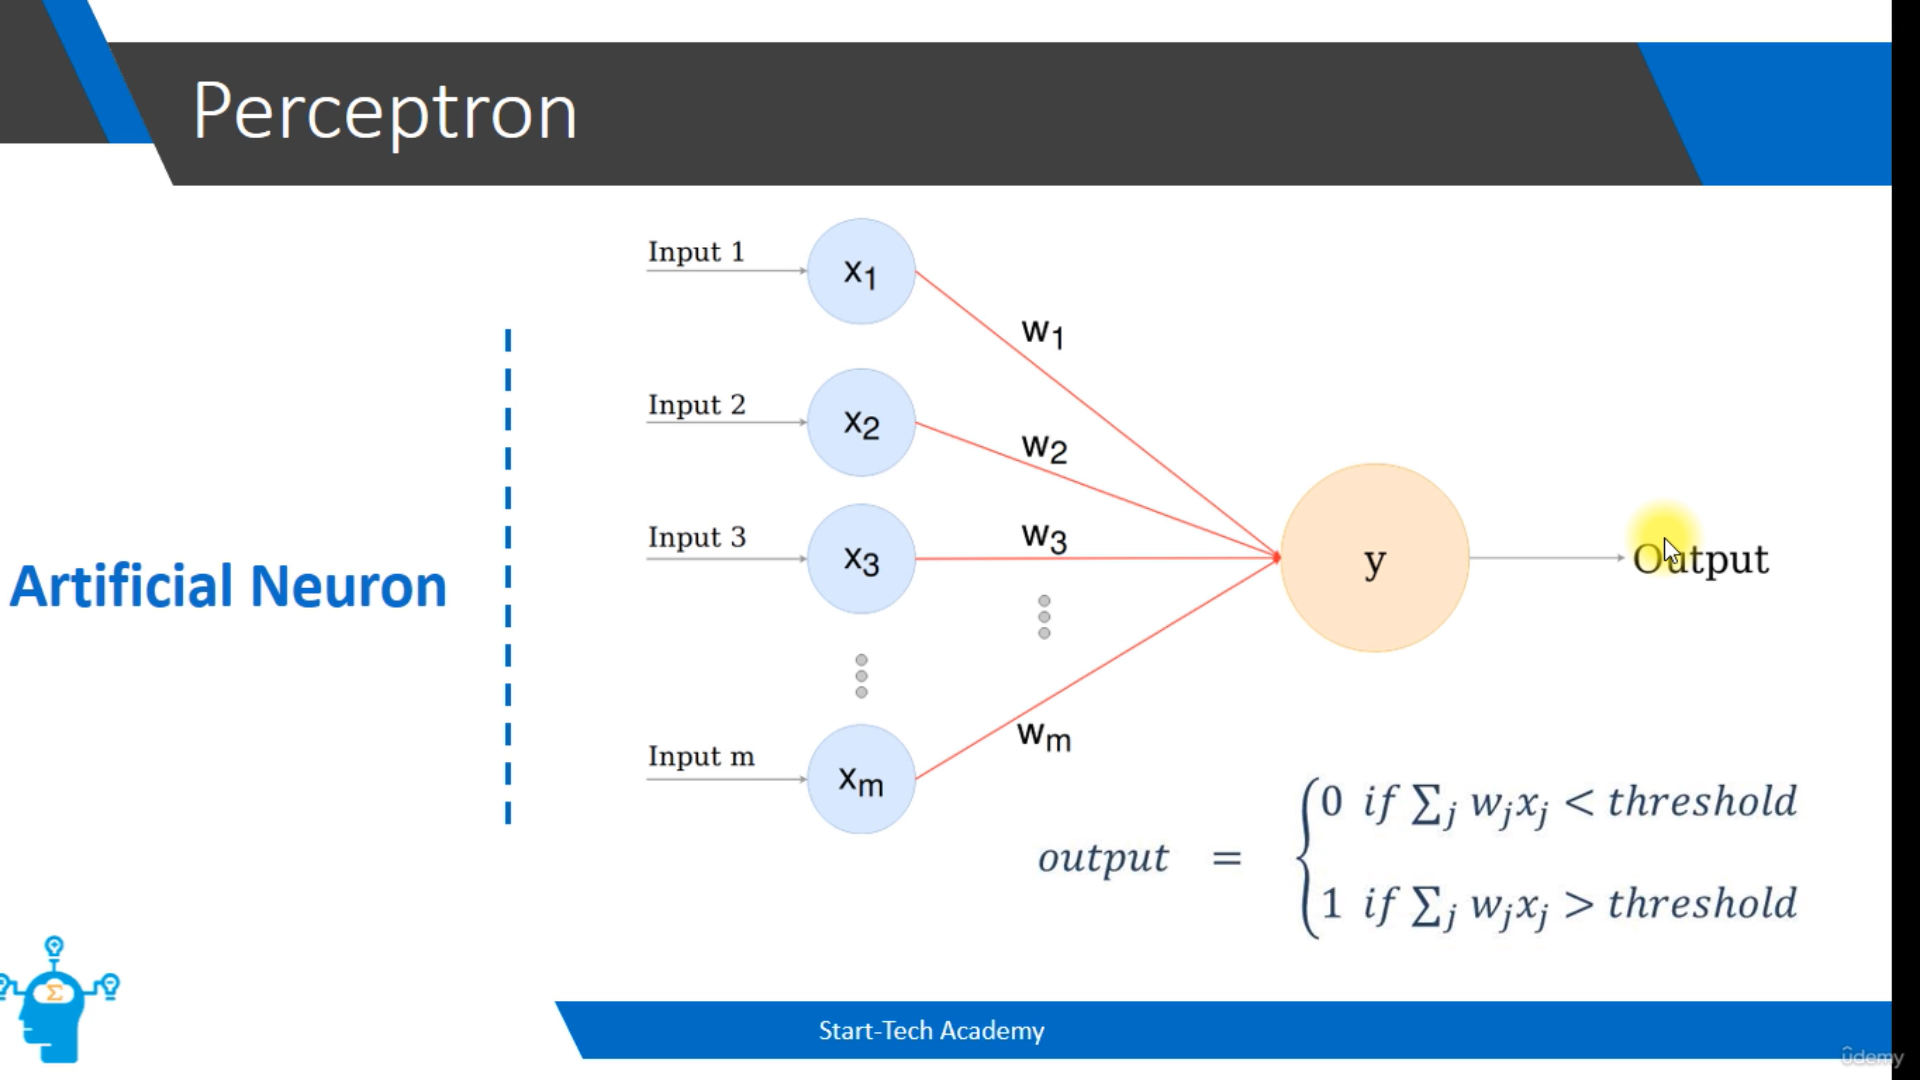 Perceptron
Input 1
x₁
w₁
Input 2
x₂
w₂
Input 3
x₃
w₃
Artificial Neuron
y
Output
Input m
xₘ
wₘ
output = { 0 if ∑ⱼ wⱼxⱼ < threshold
1 if ∑ⱼ wⱼxⱼ > threshold
Σ
Start-Tech Academy
ûdemy